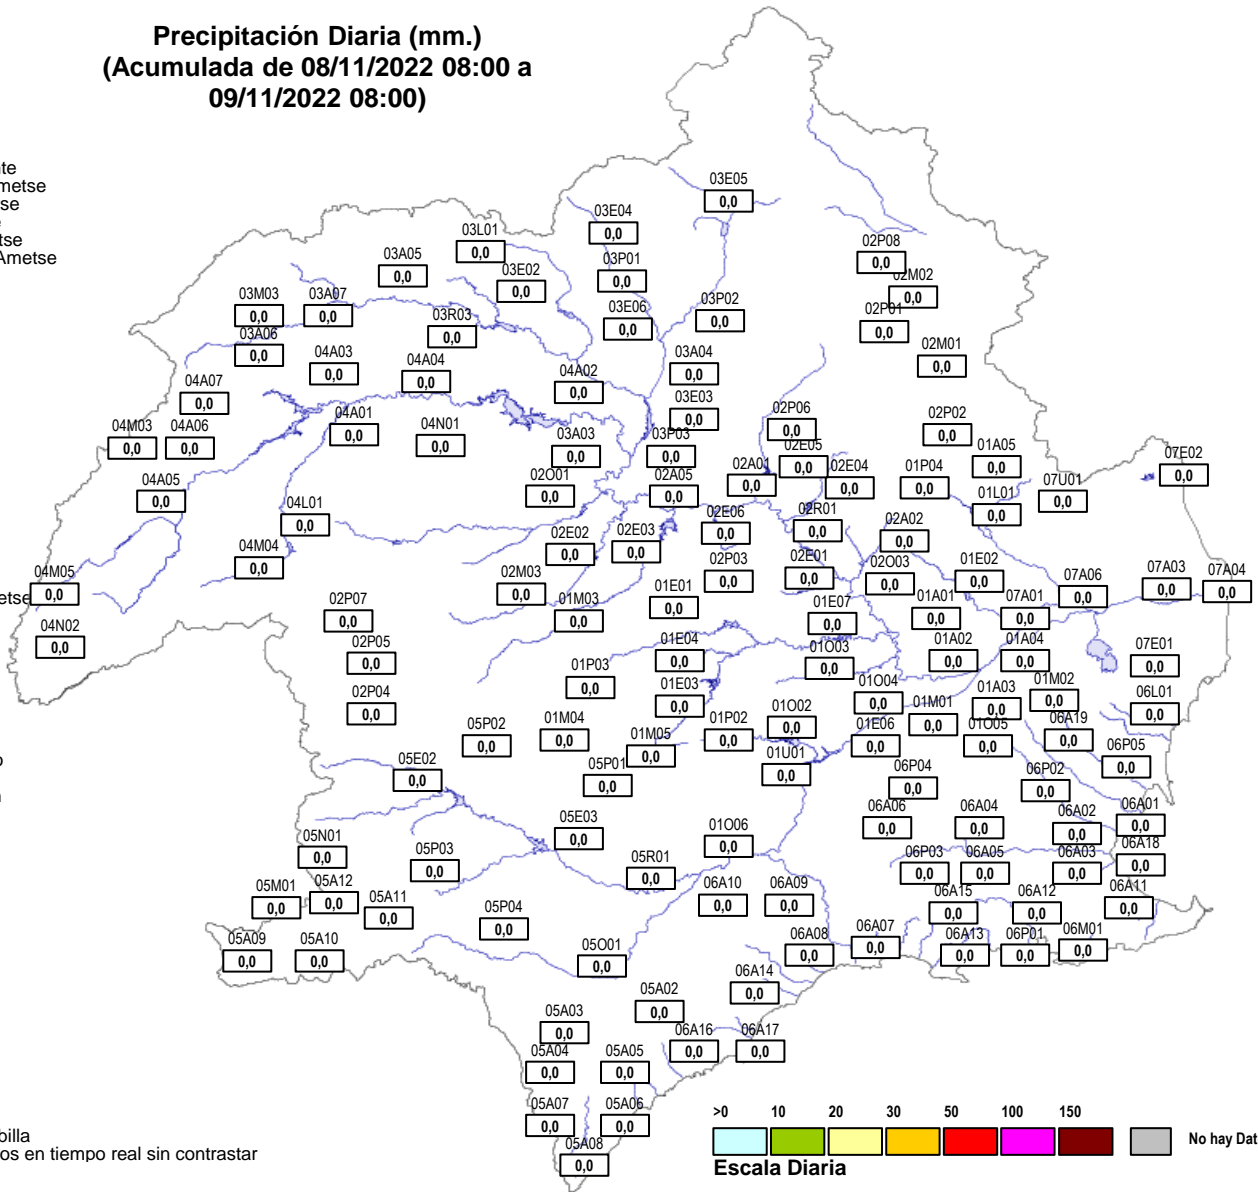 Precipitación Diaria (mm.)
(Acumulada de 08/11/2022 08:00 a
09/11/2022 08:00)
03E05
0,0
03E04
0,0
03L01
0,0
02P08
0,0
03A05
0,0
03P01
0,0
03E02
0,0
02M02
0,0
03M03
0,0
03A07
0,0
03P02
0,0
03E06
0,0
02P01
0,0
03R03
0,0
03A06
0,0
04A03
0,0
04A04
0,0
03A04
0,0
02M01
0,0
04A02
0,0
04A07
0,0
03E03
0,0
04A01
0,0
02P06
0,0
02P02
0,0
04M03
0,0
04A06
0,0
04N01
0,0
03A03
0,0
03P03
0,0
02E05
0,0
01A05
0,0
07E02
0,0
04A05
0,0
02O01
0,0
02A05
0,0
02A01
0,0
02E04
0,0
01P04
0,0
07U01
0,0
01L01
0,0
04L01
0,0
02E06
0,0
02R01
0,0
02A02
0,0
02E02
0,0
02E03
0,0
04M04
0,0
02P03
0,0
02E01
0,0
02O03
0,0
01E02
0,0
04M05
0,0
02M03
0,0
07A06
0,0
07A03
0,0
07A04
0,0
01E01
0,0
01M03
0,0
02P07
0,0
01E07
0,0
01A01
0,0
07A01
0,0
04N02
0,0
02P05
0,0
01E04
0,0
01O03
0,0
01A02
0,0
01A04
0,0
07E01
0,0
01P03
0,0
01E03
0,0
01O04
0,0
01A03
0,0
01M02
0,0
06L01
0,0
02P04
0,0
01O02
0,0
01M01
0,0
05P02
0,0
01M04
0,0
01P02
0,0
01E06
0,0
01O05
0,0
06A19
0,0
01M05
0,0
06P05
0,0
05E02
0,0
05P01
0,0
01U01
0,0
06P04
0,0
06P02
0,0
05E03
0,0
01O06
0,0
06A06
0,0
06A04
0,0
06A02
0,0
06A01
0,0
05N01
0,0
05P03
0,0
05R01
0,0
06P03
0,0
06A05
0,0
06A03
0,0
06A18
0,0
05M01
0,0
05A12
0,0
05A11
0,0
06A10
0,0
06A09
0,0
06A15
0,0
06A12
0,0
06A11
0,0
05P04
0,0
05A09
0,0
05A10
0,0
05O01
0,0
06A08
0,0
06A07
0,0
06A13
0,0
06P01
0,0
06M01
0,0
05A02
0,0
06A14
0,0
05A03
0,0
06A16
0,0
06A17
0,0
05A04
0,0
05A05
0,0
05A07
0,0
05A06
0,0
05A08
0,0
>0 10 20 30 50 100 150
No hay Dat
Escala Diaria
os en tiempo real sin contrastar